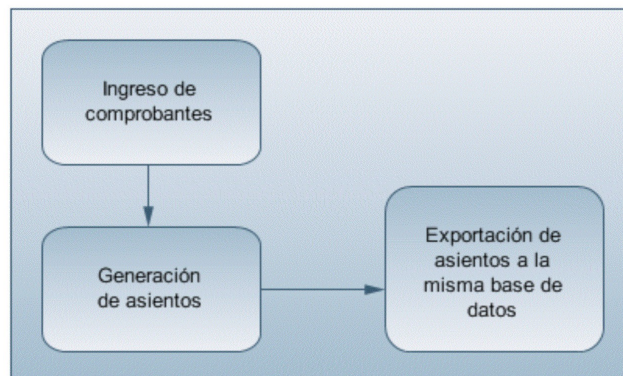 Ingreso de
comprobantes
Generación
de asientos
Exportación de
asientos a la
misma base de
datos